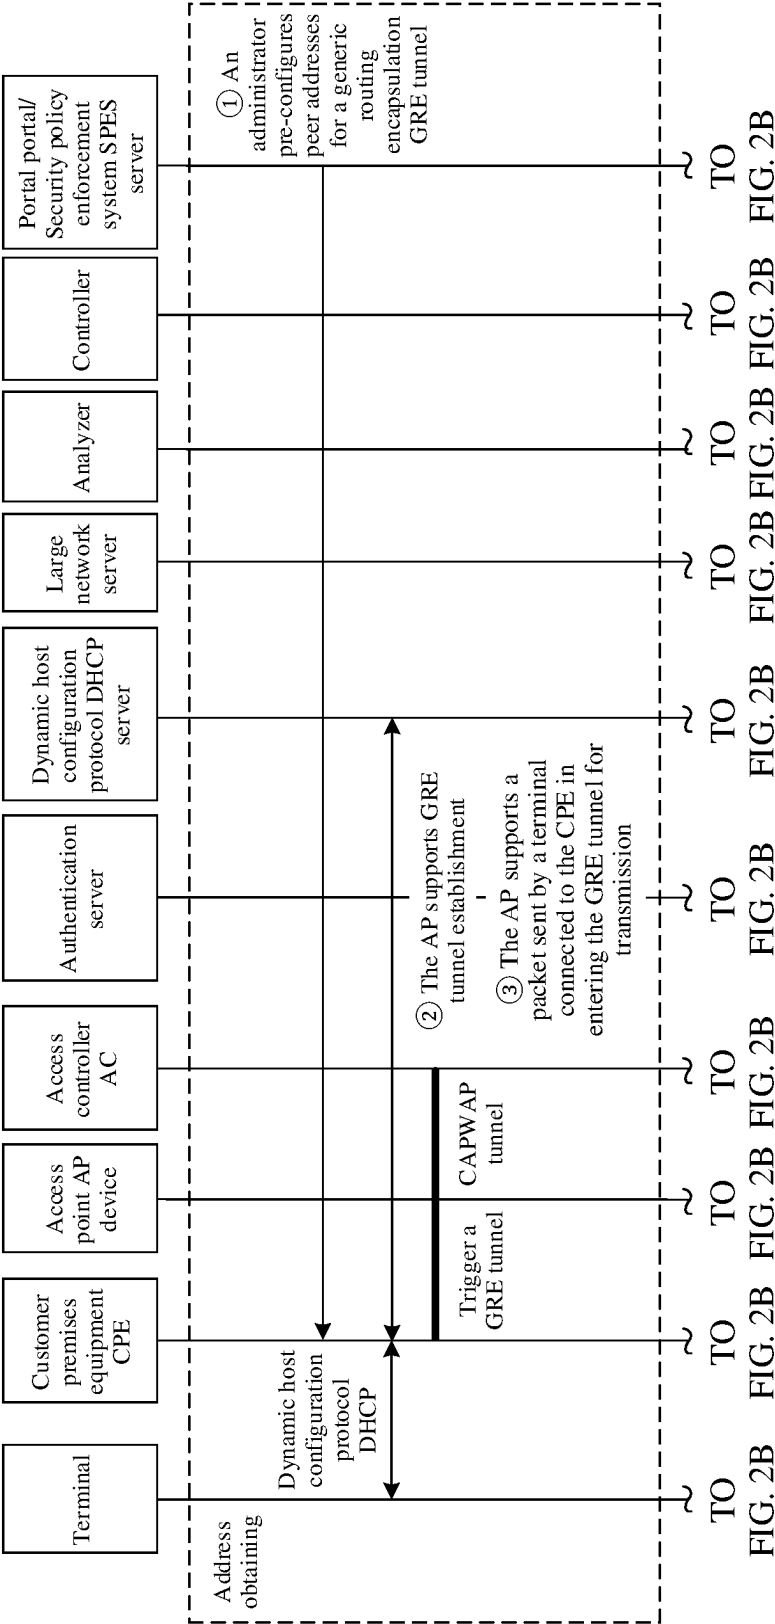 Terminal
Customer
premises
equipment
CPE
Access
point AP
device
Access
controller
AC
Authentication
server
Dynamic host
configuration
protocol DHCP
server
Large
network
server
Analyzer
Controller
Portal portal/
Security policy
enforcement
system SPES
server
Address
obtaining
① An
administrator
pre-configures
peer addresses
for a generic
routing
encapsulation
GRE tunnel
Dynamic host
configuration
protocol
DHCP
② The AP supports GRE
tunnel establishment
Trigger a
GRE tunnel
CAPWAP
tunnel
③ The AP supports a
packet sent by a terminal
connected to the CPE in
entering the GRE tunnel for
transmission
TO
FIG. 2B
TO
FIG. 2B
TO
FIG. 2B
TO
FIG. 2B
TO
FIG. 2B
TO
FIG. 2B
TO
FIG. 2B
TO
FIG. 2B
TO
FIG. 2B
TO
FIG. 2B